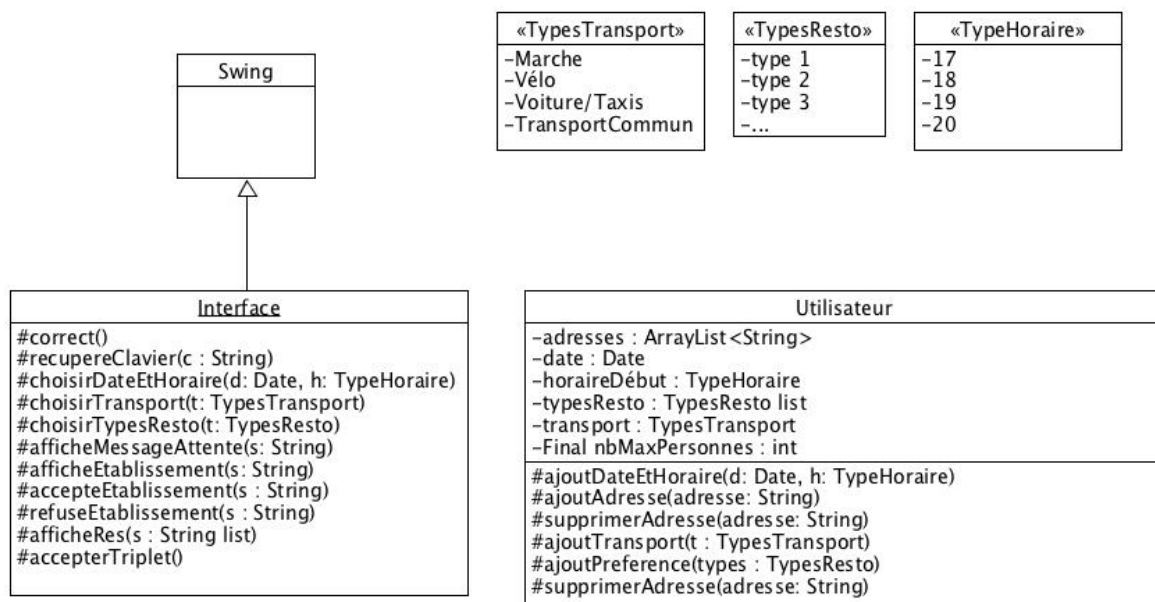 «TypesTransport»
-Marche
-Vélo
-Voiture/Taxis
-TransportCommun
«TypesResto»
-type 1
-type 2
-type 3
-...
«TypeHoraire»
-17
-18
-19
-20
Swing
Interface
#correct()
#recupereClavier(c : String)
#choisirDateEtHoraire(d: Date, h: TypeHoraire)
#choisirTransport(t: TypesTransport)
#choisirTypesResto(t: TypesResto)
#afficheMessageAttente(s: String)
#afficheEtablissement(s: String)
#accepteEtablissement(s : String)
#refuseEtablissement(s : String)
#afficheRes(s : String list)
#accepterTriplet()
Utilisateur
-adresses : ArrayList<String>
-date : Date
-horaireDébut : TypeHoraire
-typesResto : TypesResto list
-transport : TypesTransport
-Final nbMaxPersonnes : int
#ajoutDateEtHoraire(d: Date, h: TypeHoraire)
#ajoutAdresse(adresse: String)
#supprimerAdresse(adresse: String)
#ajoutTransport(t : TypesTransport)
#ajoutPreference(types : TypesResto)
#supprimerAdresse(adresse: String)